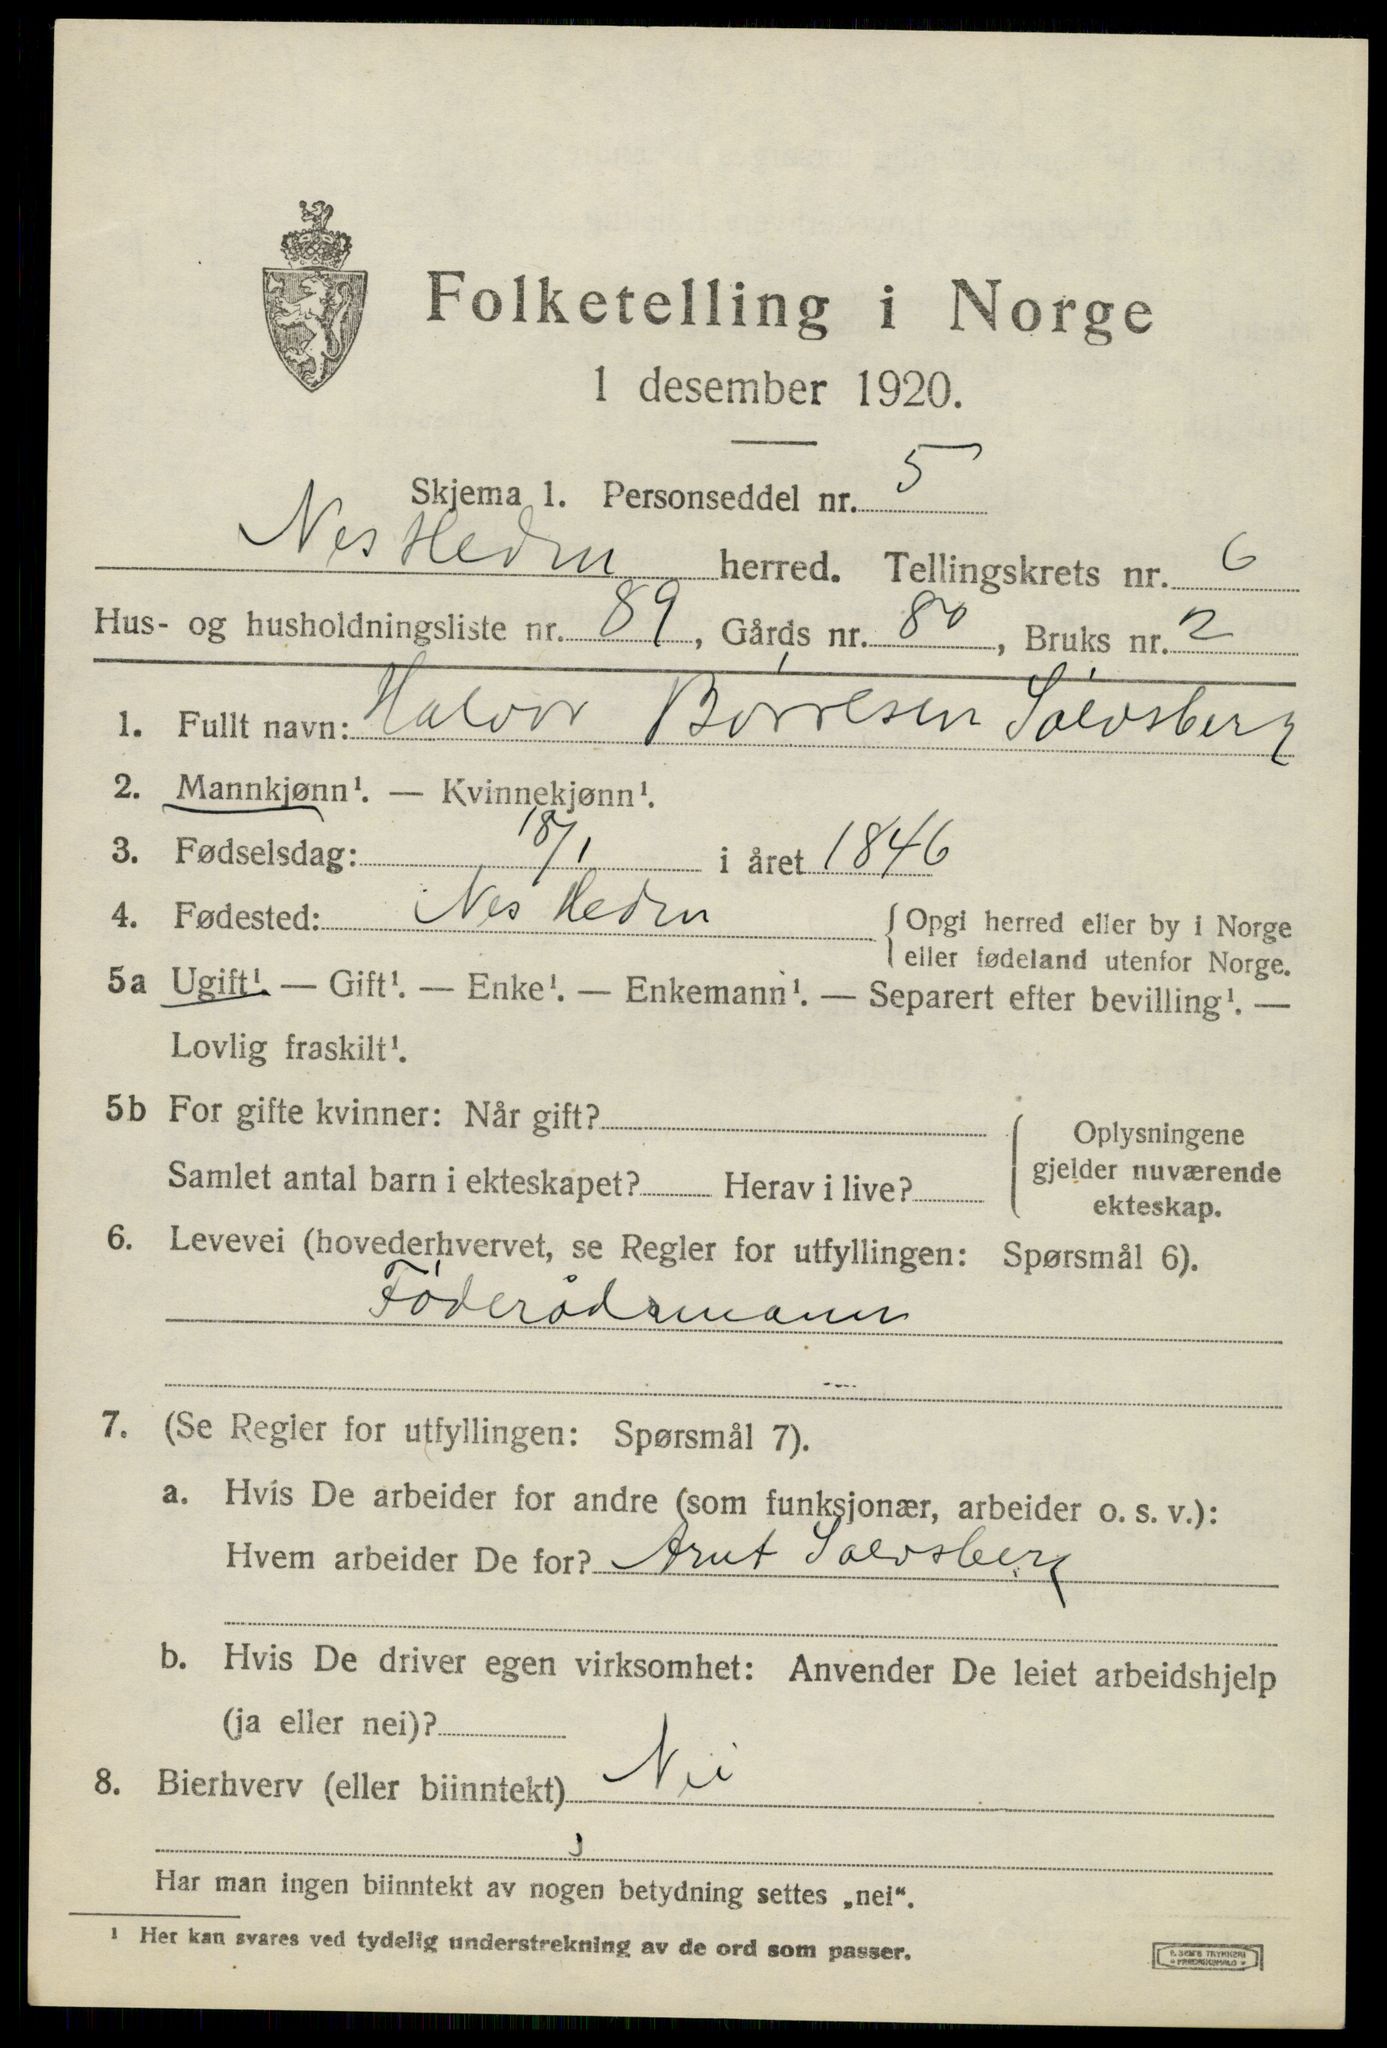 Folketelling i Norge
1 desember 1920.
Skjema 1. Personseddel nr. 5
Nes Hedm herred. Tellingskrets nr. 6
Hus- og husholdningsliste nr. 89, Gårds nr. 80, Bruks nr. 2
1. Fullt navn: Halvor Børresen Sølvsberg
2. Mannkjønn¹. — Kvinnekjønn¹.
3. Fødselsdag: 18/1 i året 1846
4. Fødested: Nes Hedm { Opgi herred eller by i Norge
eller fødeland utenfor Norge.
5a Ugift¹. — Gift¹. — Enke¹. — Enkemann¹. — Separert efter bevilling¹. —
Lovlig fraskilt¹.
5b For gifte kvinner: Når gift?
Samlet antal barn i ekteskapet? Herav i live?
{ Oplysningene
gjelder nuværende
ekteskap.
6. Levevei (hovederhvervet, se Regler for utfyllingen: Spørsmål 6).
Føderådsmann
7. (Se Regler for utfyllingen: Spørsmål 7).
a. Hvis De arbeider for andre (som funksjonær, arbeider o. s. v.):
Hvem arbeider De for? Arnt Sølvsberg
b. Hvis De driver egen virksomhet: Anvender De leiet arbeidshjelp
(ja eller nei)?
8. Bierhverv (eller biinntekt) Nei
Har man ingen biinntekt av nogen betydning settes „nei“.
¹ Her kan svares ved tydelig understrekning av de ord som passer.